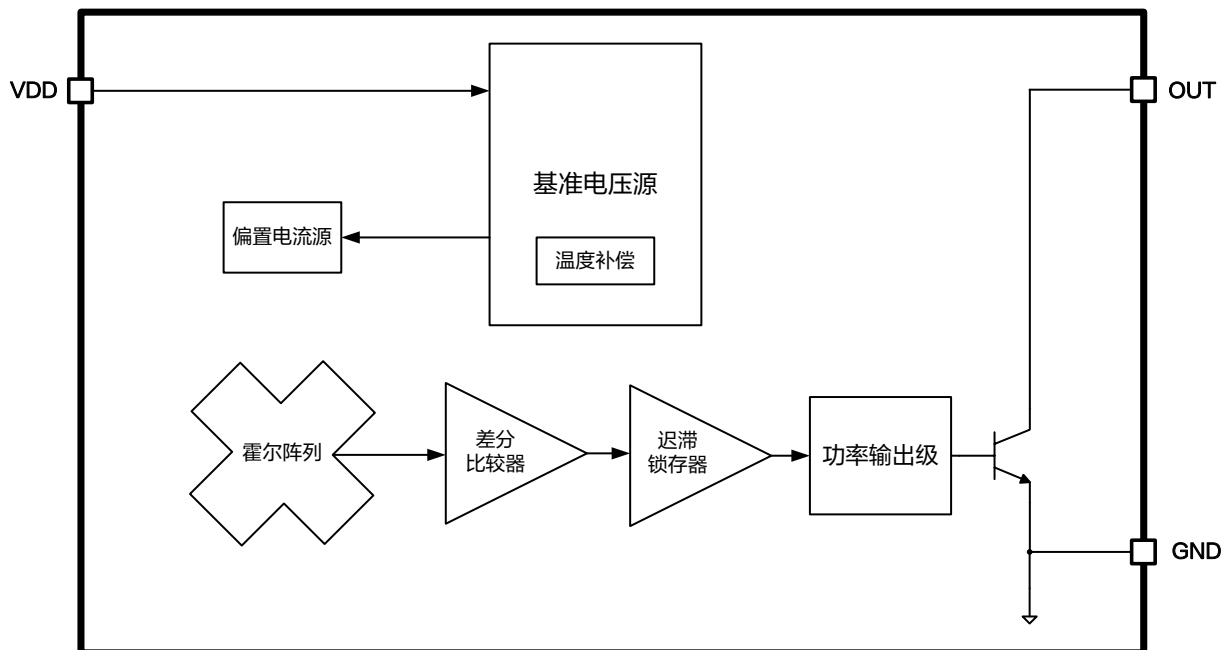 VDD
OUT
基准电压源
偏置电流源
温度补偿
霍尔阵列
差分
比较器
迟滞
锁存器
功率输出级
GND